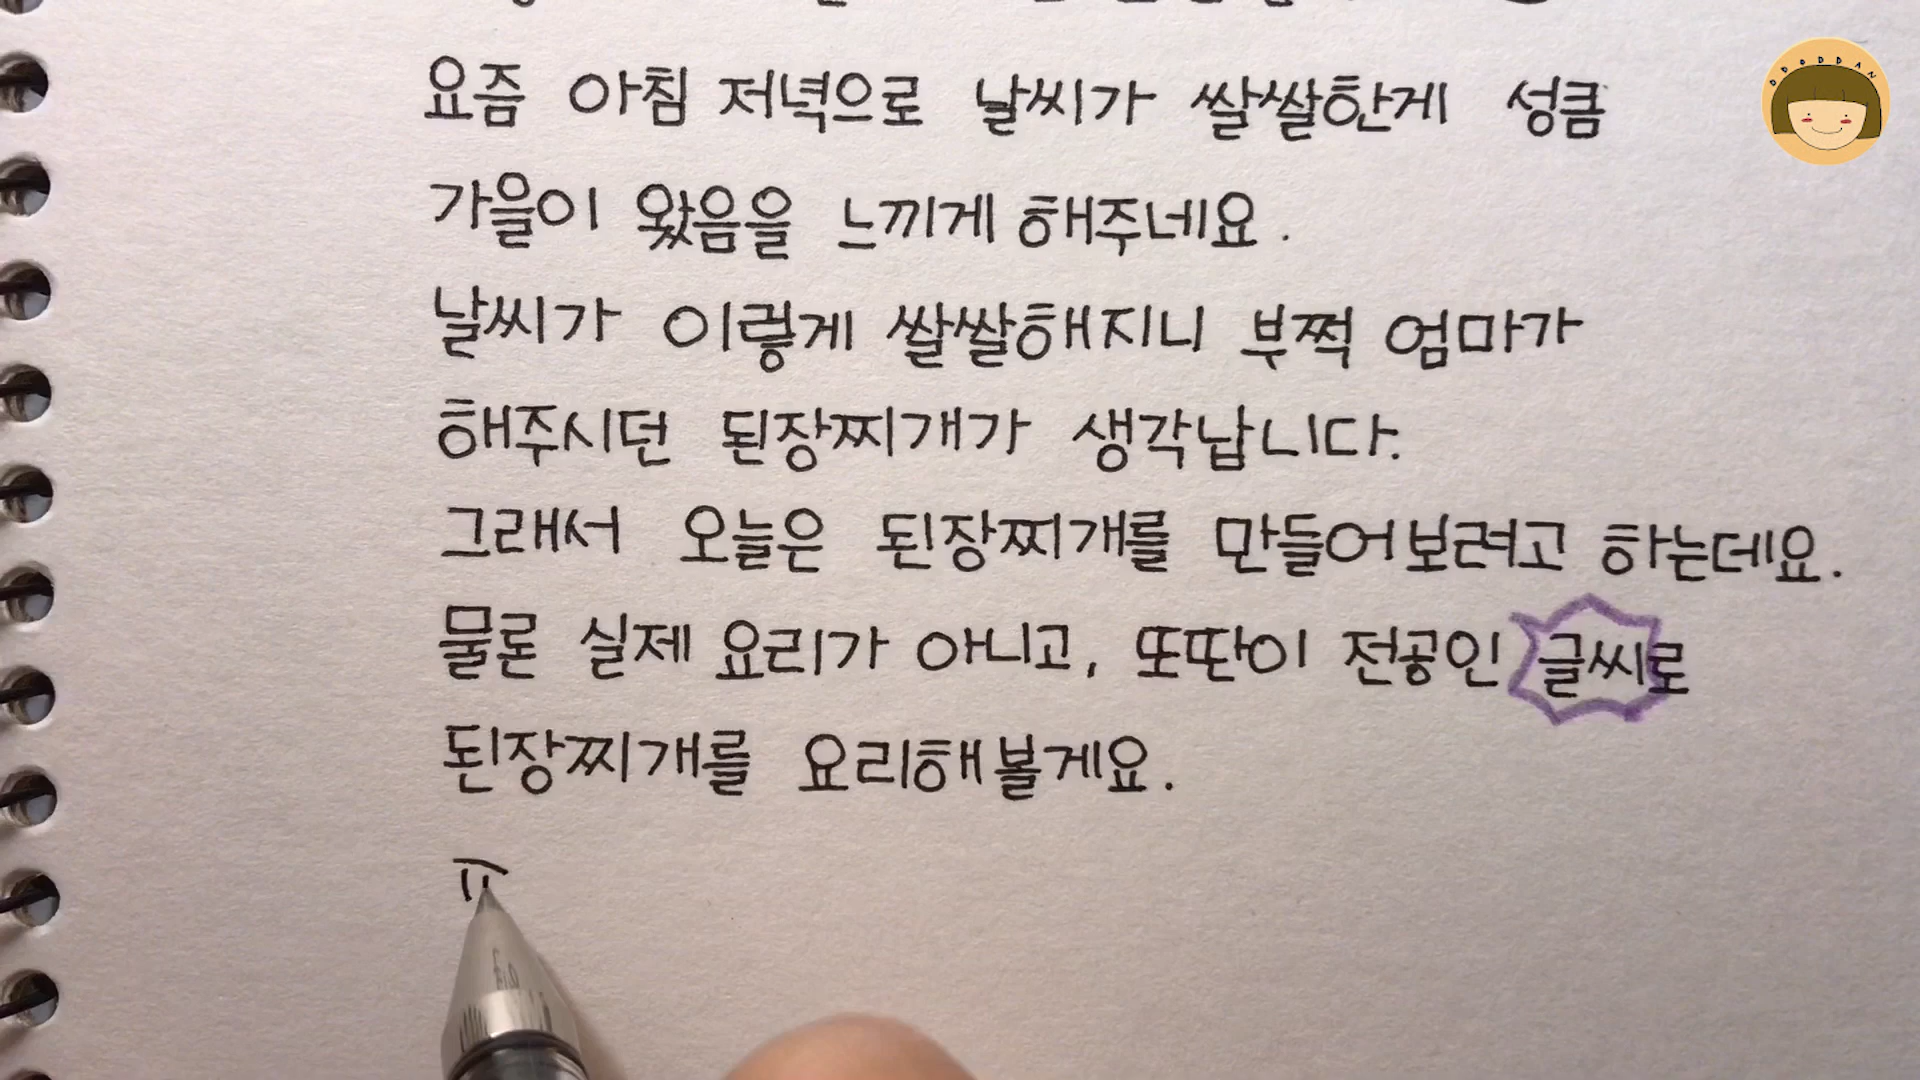 요즘 아침 저녁으로 날씨가 쌀쌀한게 성큼
가을이 왔음을 느끼게 해주네요.
날씨가 이렇게 쌀쌀해지니 부쩍 엄마가
해주시던 된장찌개가 생각납니다.
그래서 오늘은 된장찌개를 만들어보려고 하는데요.
물론 실제 요리가 아니고, 또딴이 전공인 글씨로
된장찌개를 요리해볼게요.
DDODDAN